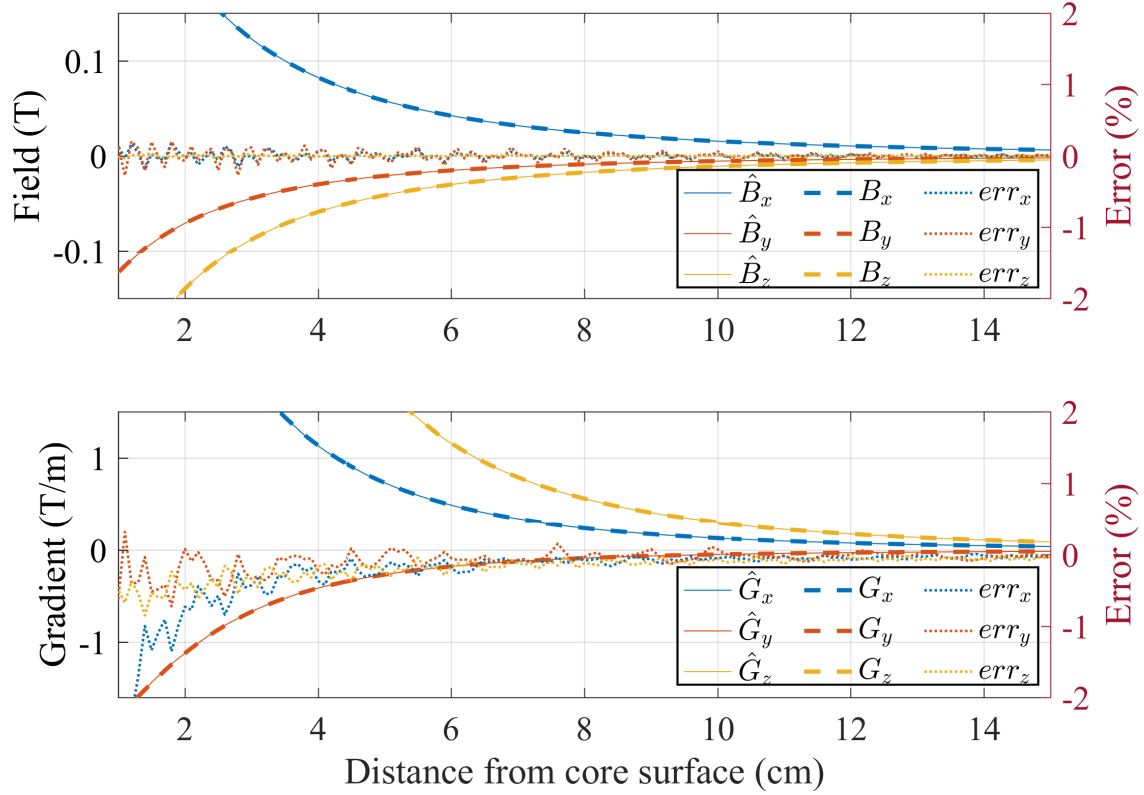 2
0.1
1
Field (T)
0
0
Error (%)
B̂x Bx errx
-1
B̂y By erry
-0.1
B̂z Bz errz
-2
2 4 6 8 10 12 14
2
1
1
Gradient (T/m)
0
0
Error (%)
Ĝx Gx errx
-1
Ĝy Gy erry
-1
Ĝz Gz errz
-2
2 4 6 8 10 12 14
Distance from core surface (cm)